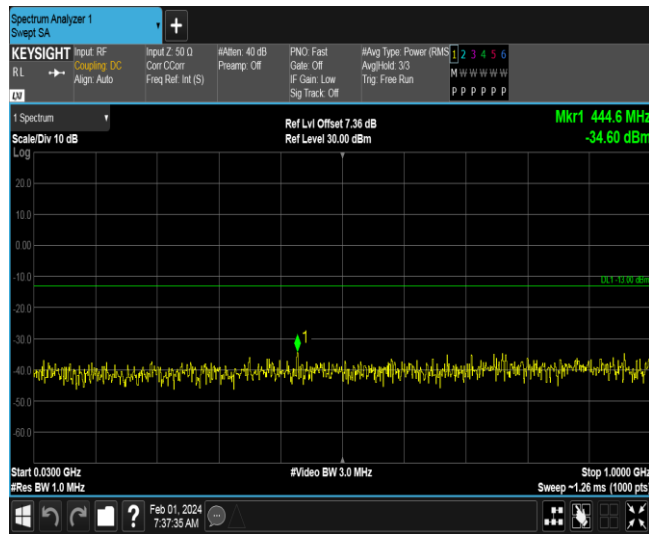 Spectrum Analyzer 1
Swept SA
KEYSIGHT
RL
LXI
Input: RF
Coupling: DC
Align: Auto
Input Z: 50 Ω
Corr CCorr
Freq Ref: Int (S)
#Atten: 40 dB
Preamp: Off
PNO: Fast
Gate: Off
IF Gain: Low
Sig Track: Off
#Avg Type: Power (RMS
Avg|Hold: 3/3
Trig: Free Run
1 2 3 4 5 6
M W W W W W
P P P P P P
1 Spectrum
Scale/Div 10 dB
Log
Ref Lvl Offset 7.36 dB
Ref Level 30.00 dBm
Mkr1 444.6 MHz
-34.60 dBm
20.0
10.0
0.00
-10.0
DL1 -13.00 dBm
-20.0
-30.0
1
-40.0
-50.0
-60.0
Start 0.0300 GHz
#Video BW 3.0 MHz
Stop 1.0000 GHz
#Res BW 1.0 MHz
Sweep ~1.26 ms (1000 pts)
Feb 01, 2024
7:37:35 AM